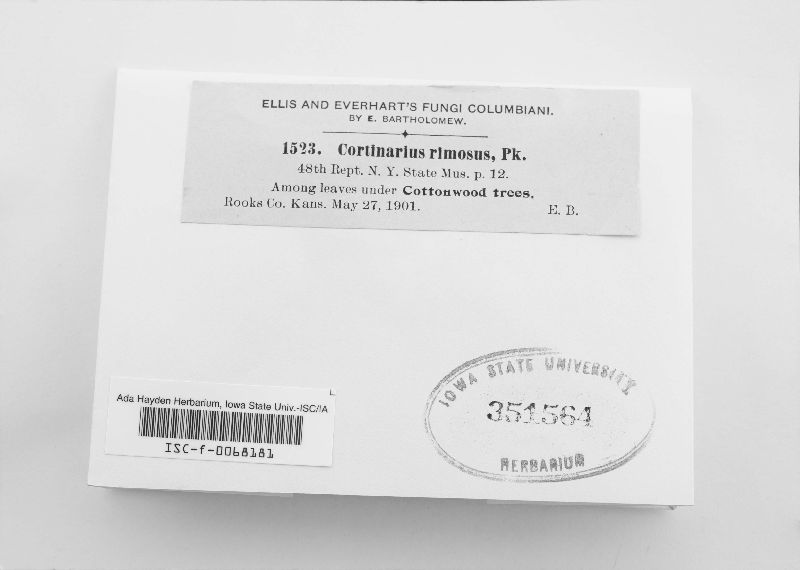 ELLIS AND EVERHART'S FUNGI COLUMBIANI.
BY E. BARTHOLOMEW.
1523. Cortinarius rimosus, Pk.
48th Rept. N. Y. State Mus. p. 12.
Among leaves under Cottonwood trees.
Rooks Co. Kans. May 27, 1901. E. B.
Ada Hayden Herbarium, Iowa State Univ.-ISC/IA
ISC-f-0068181
IOWA STATE UNIVERSITY
351564
HERBARIUM